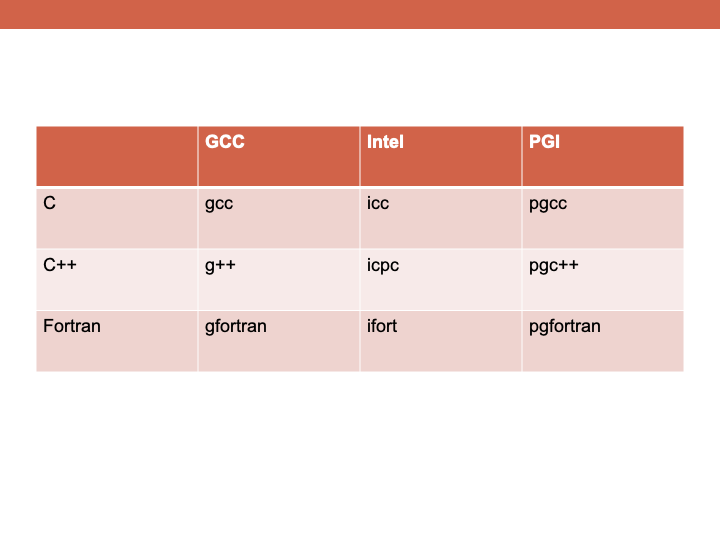 GCC Intel PGI
C gcc icc pgcc
C++ g++ icpc pgc++
Fortran gfortran ifort pgfortran